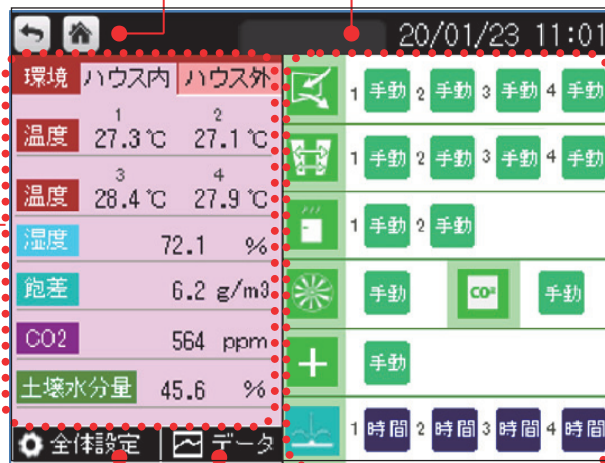 20/01/23 11:01
環境 ハウス内 ハウス外
1 2
温度 27.3℃ 27.1℃
3 4
温度 28.4℃ 27.9℃
湿度 72.1 %
飽差 6.2 g/m3
CO2 564 ppm
土壌水分量 45.6 %
全体設定 データ
1 手動 2 手動 3 手動 4 手動
1 手動 2 手動 3 手動 4 手動
1 手動 2 手動
手動 CO² 手動
手動
1 時間 2 時間 3 時間 4 時間